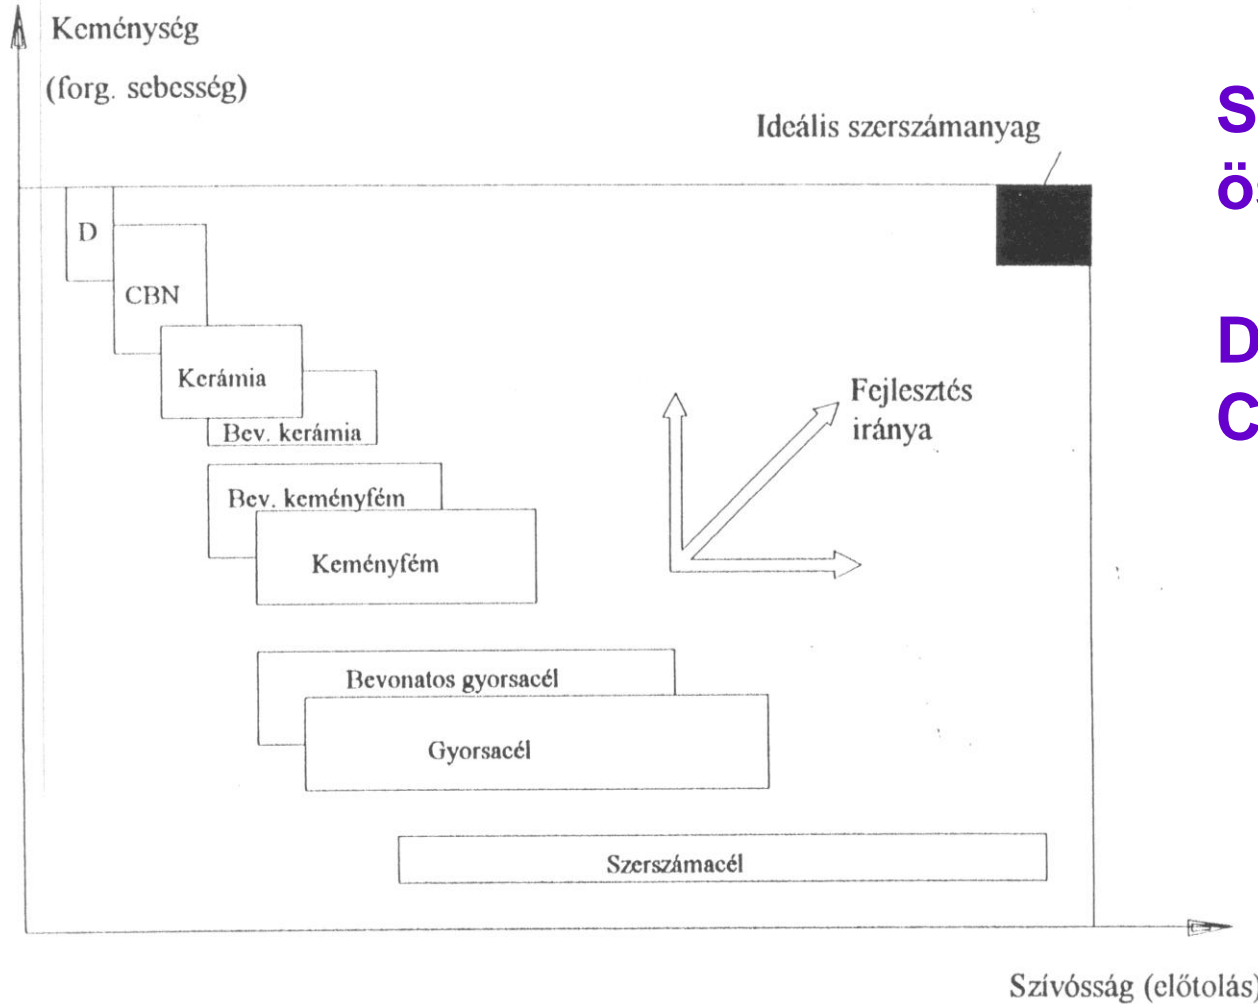 Keménység
(forg. sebesség)
Ideális szerszámanyag
S
ös
D
D
CBN
C
Kerámia
Fejlesztés
iránya
Bev. kerámia
Bev. keményfém
Keményfém
Bevonatos gyorsacél
Gyorsacél
Szerszámacél
Szívósság (előtolás)